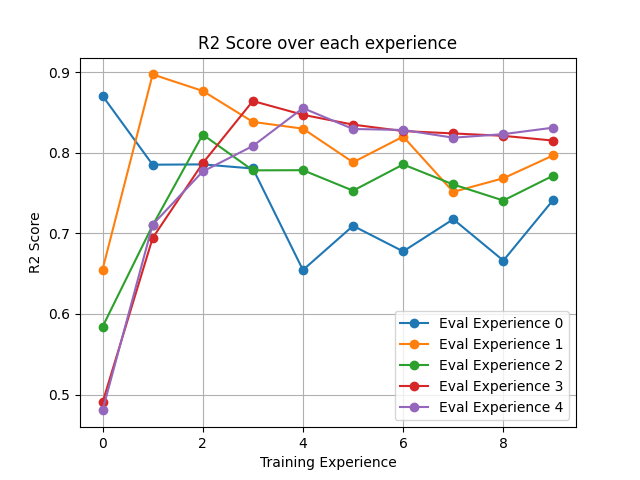 R2 Score over each experience
R2 Score
0.9
0.8
0.7
0.6
0.5
0 2 4 6 8
Training Experience
Eval Experience 0
Eval Experience 1
Eval Experience 2
Eval Experience 3
Eval Experience 4